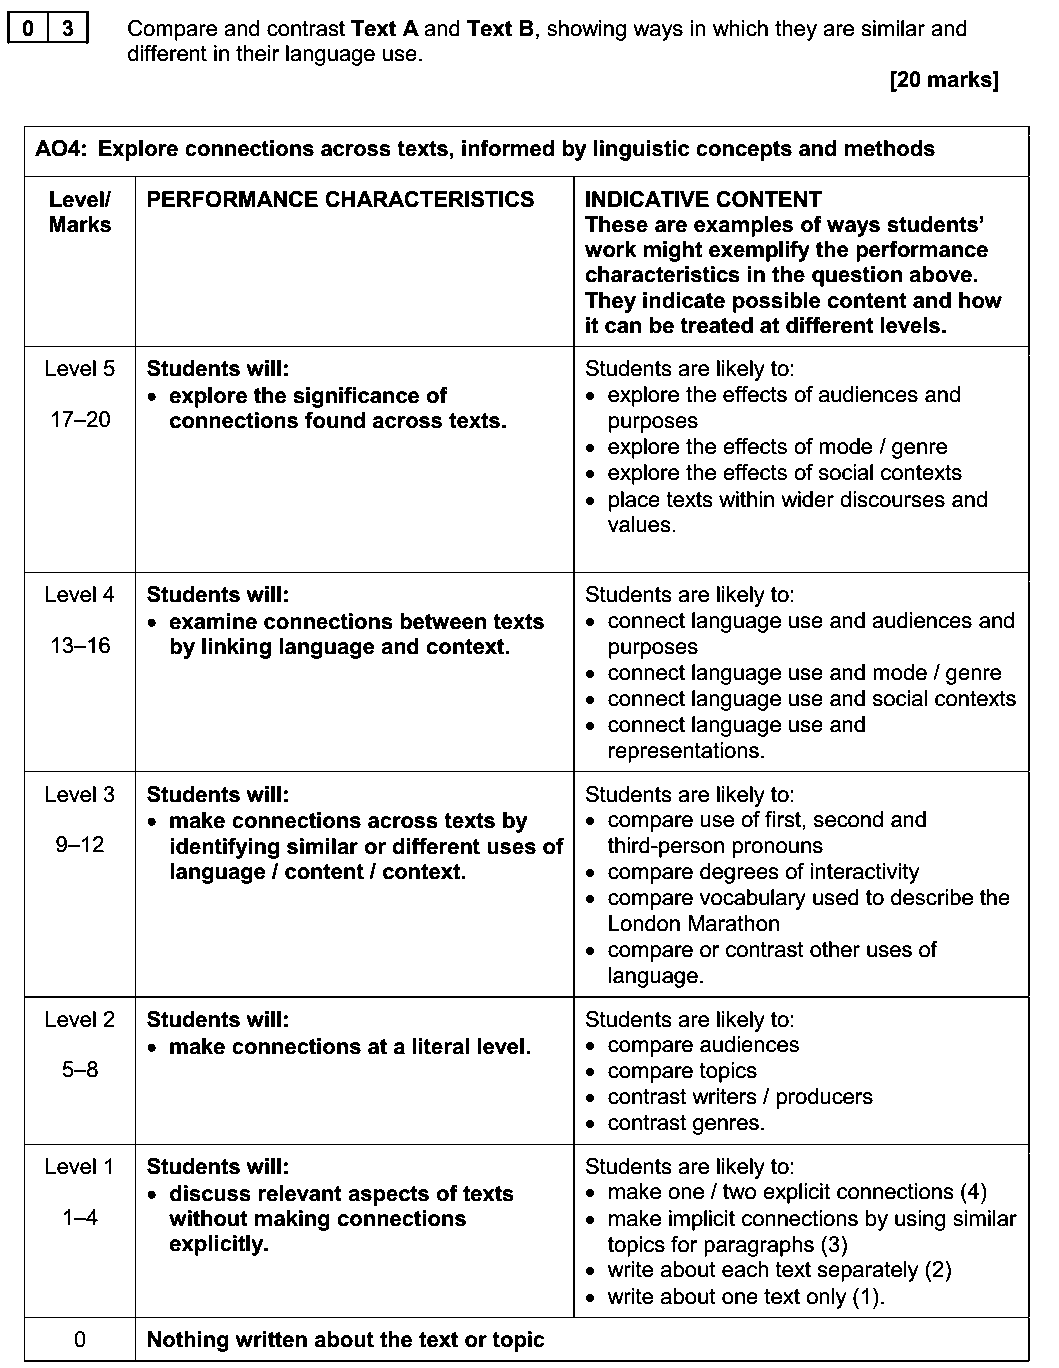 0 3 Compare and contrast Text A and Text B, showing ways in which they are similar and
different in their language use.
[20 marks]
AO4: Explore connections across texts, informed by linguistic concepts and methods
Level/
Marks
PERFORMANCE CHARACTERISTICS
INDICATIVE CONTENT
These are examples of ways students'
work might exemplify the performance
characteristics in the question above.
They indicate possible content and how
it can be treated at different levels.
Level 5
17–20
Students will:
• explore the significance of
connections found across texts.
Students are likely to:
• explore the effects of audiences and
purposes
• explore the effects of mode / genre
• explore the effects of social contexts
• place texts within wider discourses and
values.
Level 4
13–16
Students will:
• examine connections between texts
by linking language and context.
Students are likely to:
• connect language use and audiences and
purposes
• connect language use and mode / genre
• connect language use and social contexts
• connect language use and
representations.
Level 3
9–12
Students will:
• make connections across texts by
identifying similar or different uses of
language / content / context.
Students are likely to:
• compare use of first, second and
third-person pronouns
• compare degrees of interactivity
• compare vocabulary used to describe the
London Marathon
• compare or contrast other uses of
language.
Level 2
5–8
Students will:
• make connections at a literal level.
Students are likely to:
• compare audiences
• compare topics
• contrast writers / producers
• contrast genres.
Level 1
1–4
Students will:
• discuss relevant aspects of texts
without making connections
explicitly.
Students are likely to:
• make one / two explicit connections (4)
• make implicit connections by using similar
topics for paragraphs (3)
• write about each text separately (2)
• write about one text only (1).
0
Nothing written about the text or topic